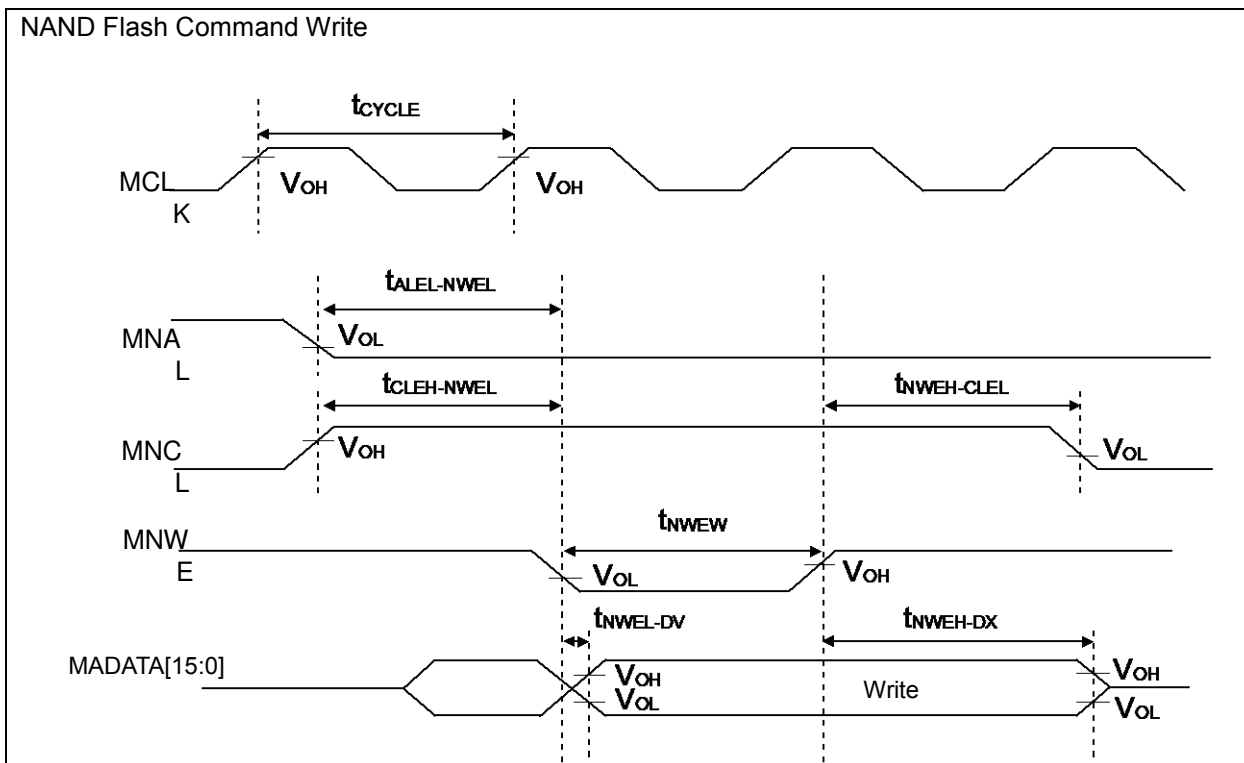 NAND Flash Command Write
tCYCLE
MCL
K
VOH
VOH
tALEL-NWEL
MNA
L
VOL
tCLEH-NWEL
tNWEH-CLEL
MNC
L
VOH
VOL
tNWEW
MNW
E
VOL
VOH
tNWEL-DV
tNWEH-DX
MADATA[15:0]
VOH
VOL
Write
VOH
VOL